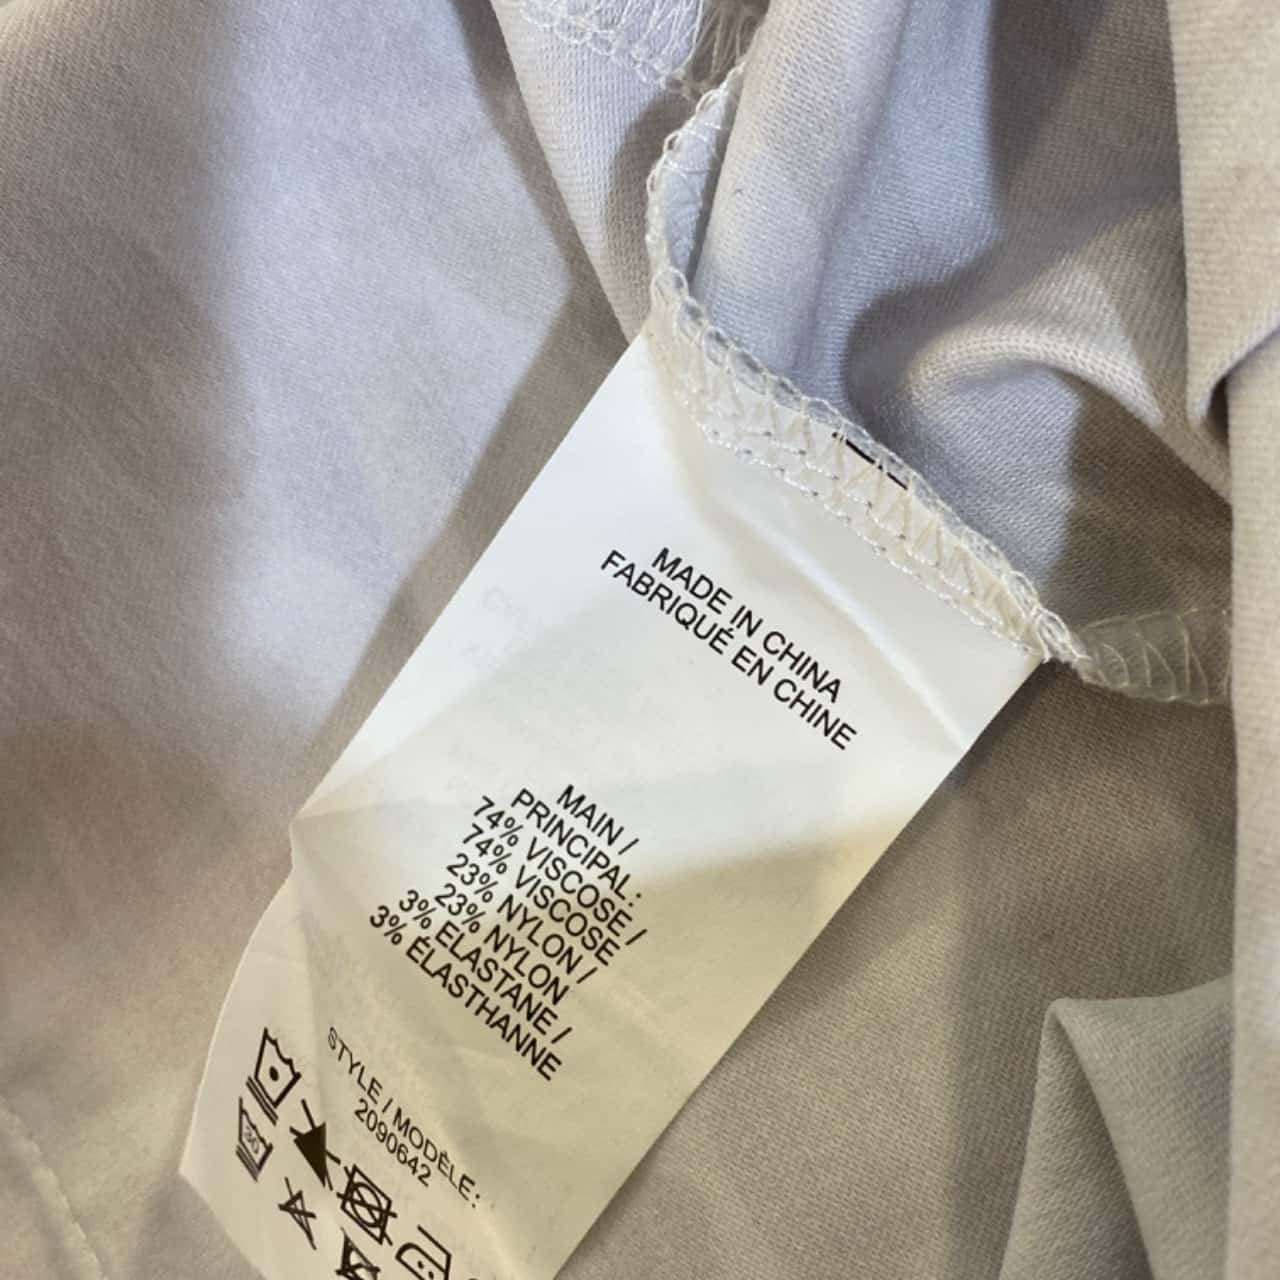 MADE IN CHINA
FABRIQUÉ EN CHINE
MAIN /
PRINCIPAL:
74% VISCOSE /
74% VISCOSE
23% NYLON /
23% NYLON
3% ELASTANE /
3% ÉLASTHANNE
STYLE / MODÈLE:
2090642
30